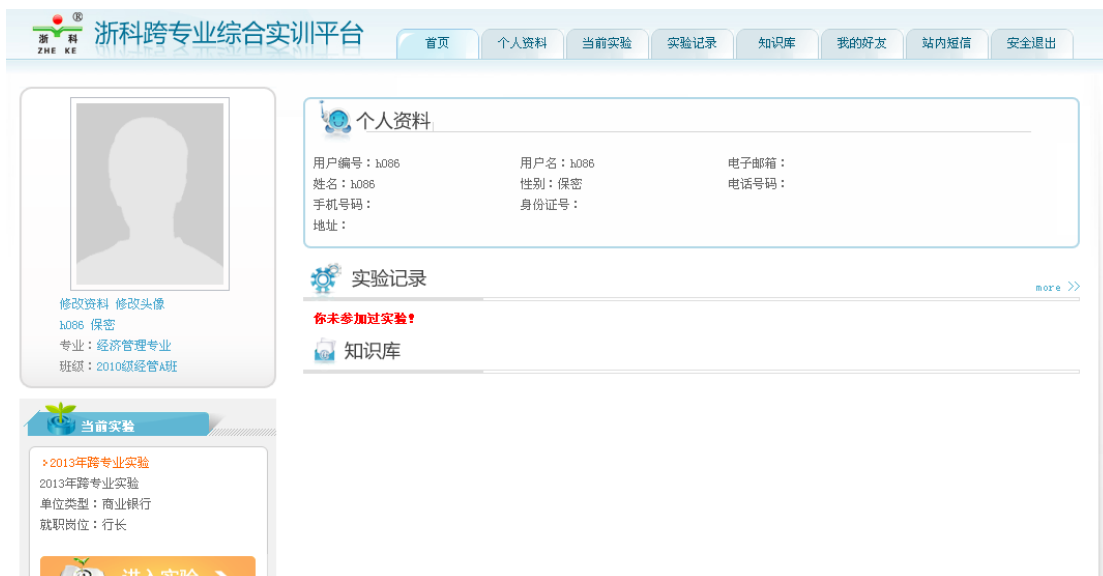 ®
浙 科
ZHE KE
浙科跨专业综合实训平台
首页 个人资料 当前实验 实验记录 知识库 我的好友 站内短信 安全退出
个人资料
用户编号：h086 用户名：h086 电子邮箱：
姓名：h086 性别：保密 电话号码：
手机号码： 身份证号：
地址：
实验记录
more >>
你未参加过实验！
知识库
修改资料 修改头像
h086 保密
专业：经济管理专业
班级：2010级经管A班
当前实验
>2013年跨专业实验
2013年跨专业实验
单位类型：商业银行
就职岗位：行长
进入实验